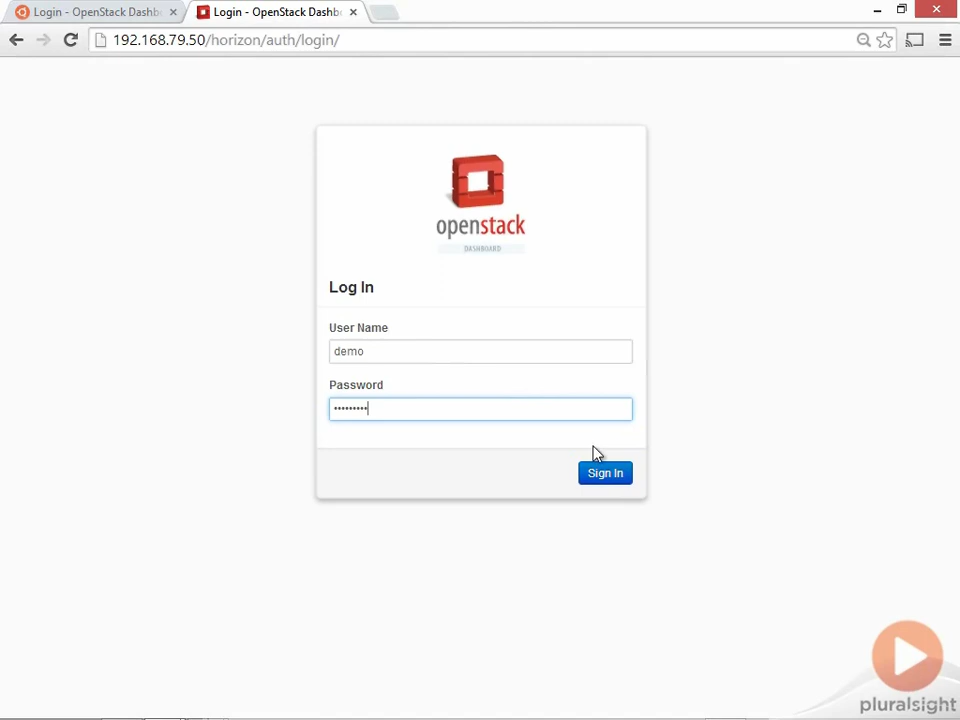 Login - OpenStack Dashb
Login - OpenStack Dashb
192.168.79.50/horizon/auth/login/
openstack
DASHBOARD
Log In
User Name
demo
Password
Sign In
pluralsight